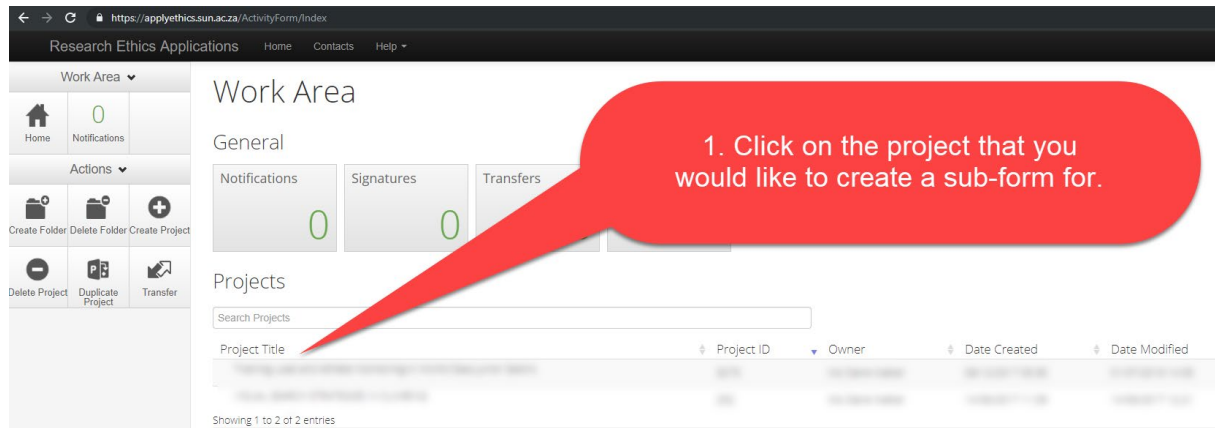 https://applyethics.sun.ac.za/ActivityForm/Index
Research Ethics Applications Home Contacts Help
Work Area
Home
0
Notifications
Actions
Create Folder Delete Folder Create Project
Delete Project Duplicate Project Transfer
Work Area
General
Notifications Signatures Transfers
0 0
1. Click on the project that you
would like to create a sub-form for.
Projects
Search Projects
Project Title Project ID Owner Date Created Date Modified
Showing 1 to 2 of 2 entries